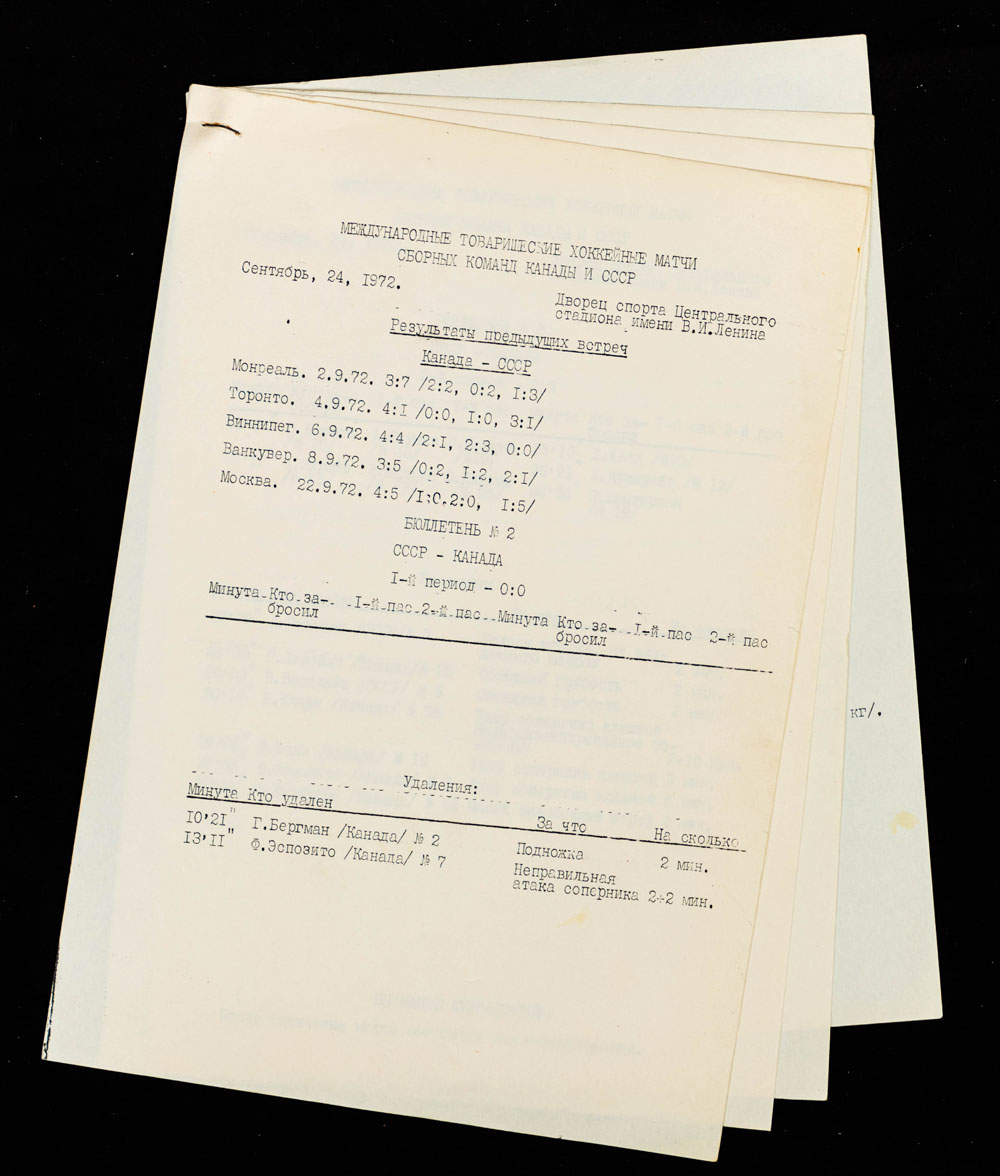 МЕЖДУНАРОДНЫЕ ТОВАРИЩЕСКИЕ ХОККЕЙНЫЕ МАТЧИ
СБОРНЫХ КОМАНД КАНАДЫ И СССР
Сентябрь, 24, 1972.
Дворец спорта Центрального
стадиона имени В.И.Ленина
Результаты предыдущих встреч
Канада - СССР
Монреаль. 2.9.72. 3:7 /2:2, 0:2, I:3/
Торонто. 4.9.72. 4:I /0:0, I:0, 3:I/
Виннипег. 6.9.72. 4:4 /2:I, 2:3, 0:0/
Ванкувер. 8.9.72. 3:5 /0:2, I:2, 2:I/
Москва. 22.9.72. 4:5 /I:0,2:0, I:5/
БЮЛЛЕТЕНЬ № 2
СССР - КАНАДА
I-й период - 0:0
Минута Кто за- I-й пас 2-й пас Минута Кто за- I-й пас 2-й пас
бросил бросил
Удаления:
Минута Кто удален За что На сколько
10'21" Г.Бергман /Канада/ № 2 Подножка 2 мин.
13'II" Ф.Эспозито /Канада/ № 7 Неправильная
атака соперника 2+2 мин.
кг/.